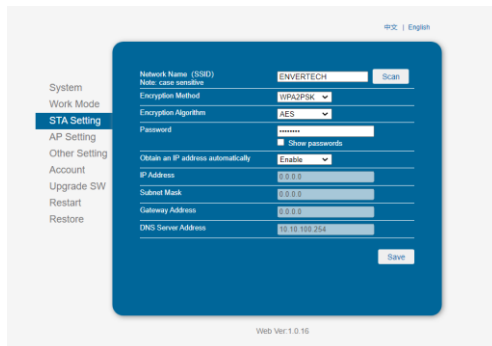 中文 | English
System
Work Mode
STA Setting
AP Setting
Other Setting
Account
Upgrade SW
Restart
Restore
Network Name (SSID)
Note: case sensitive
ENVERTECH
Scan
Encryption Method
WPA2PSK
Encryption Algorithm
AES
Password
••••••••
Show passwords
Obtain an IP address automatically
Enable
IP Address
0.0.0.0
Subnet Mask
0.0.0.0
Gateway Address
0.0.0.0
DNS Server Address
10.10.100.254
Save
Web Ver:1.0.16